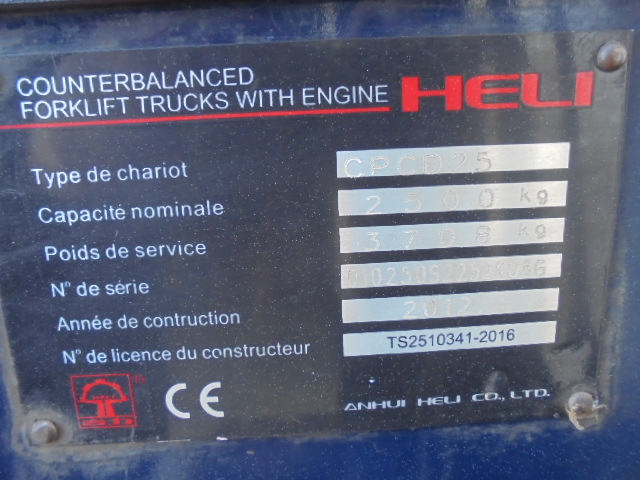 COUNTERBALANCED
FORKLIFT TRUCKS WITH ENGINE HELI
Type de chariot CPCD25
Capacité nominale 2500 kg
Poids de service 3708 kg
N° de série
Année de contruction 2012
N° de licence du constructeur TS2510341-2016
CE
ANHUI HELI CO., LTD.